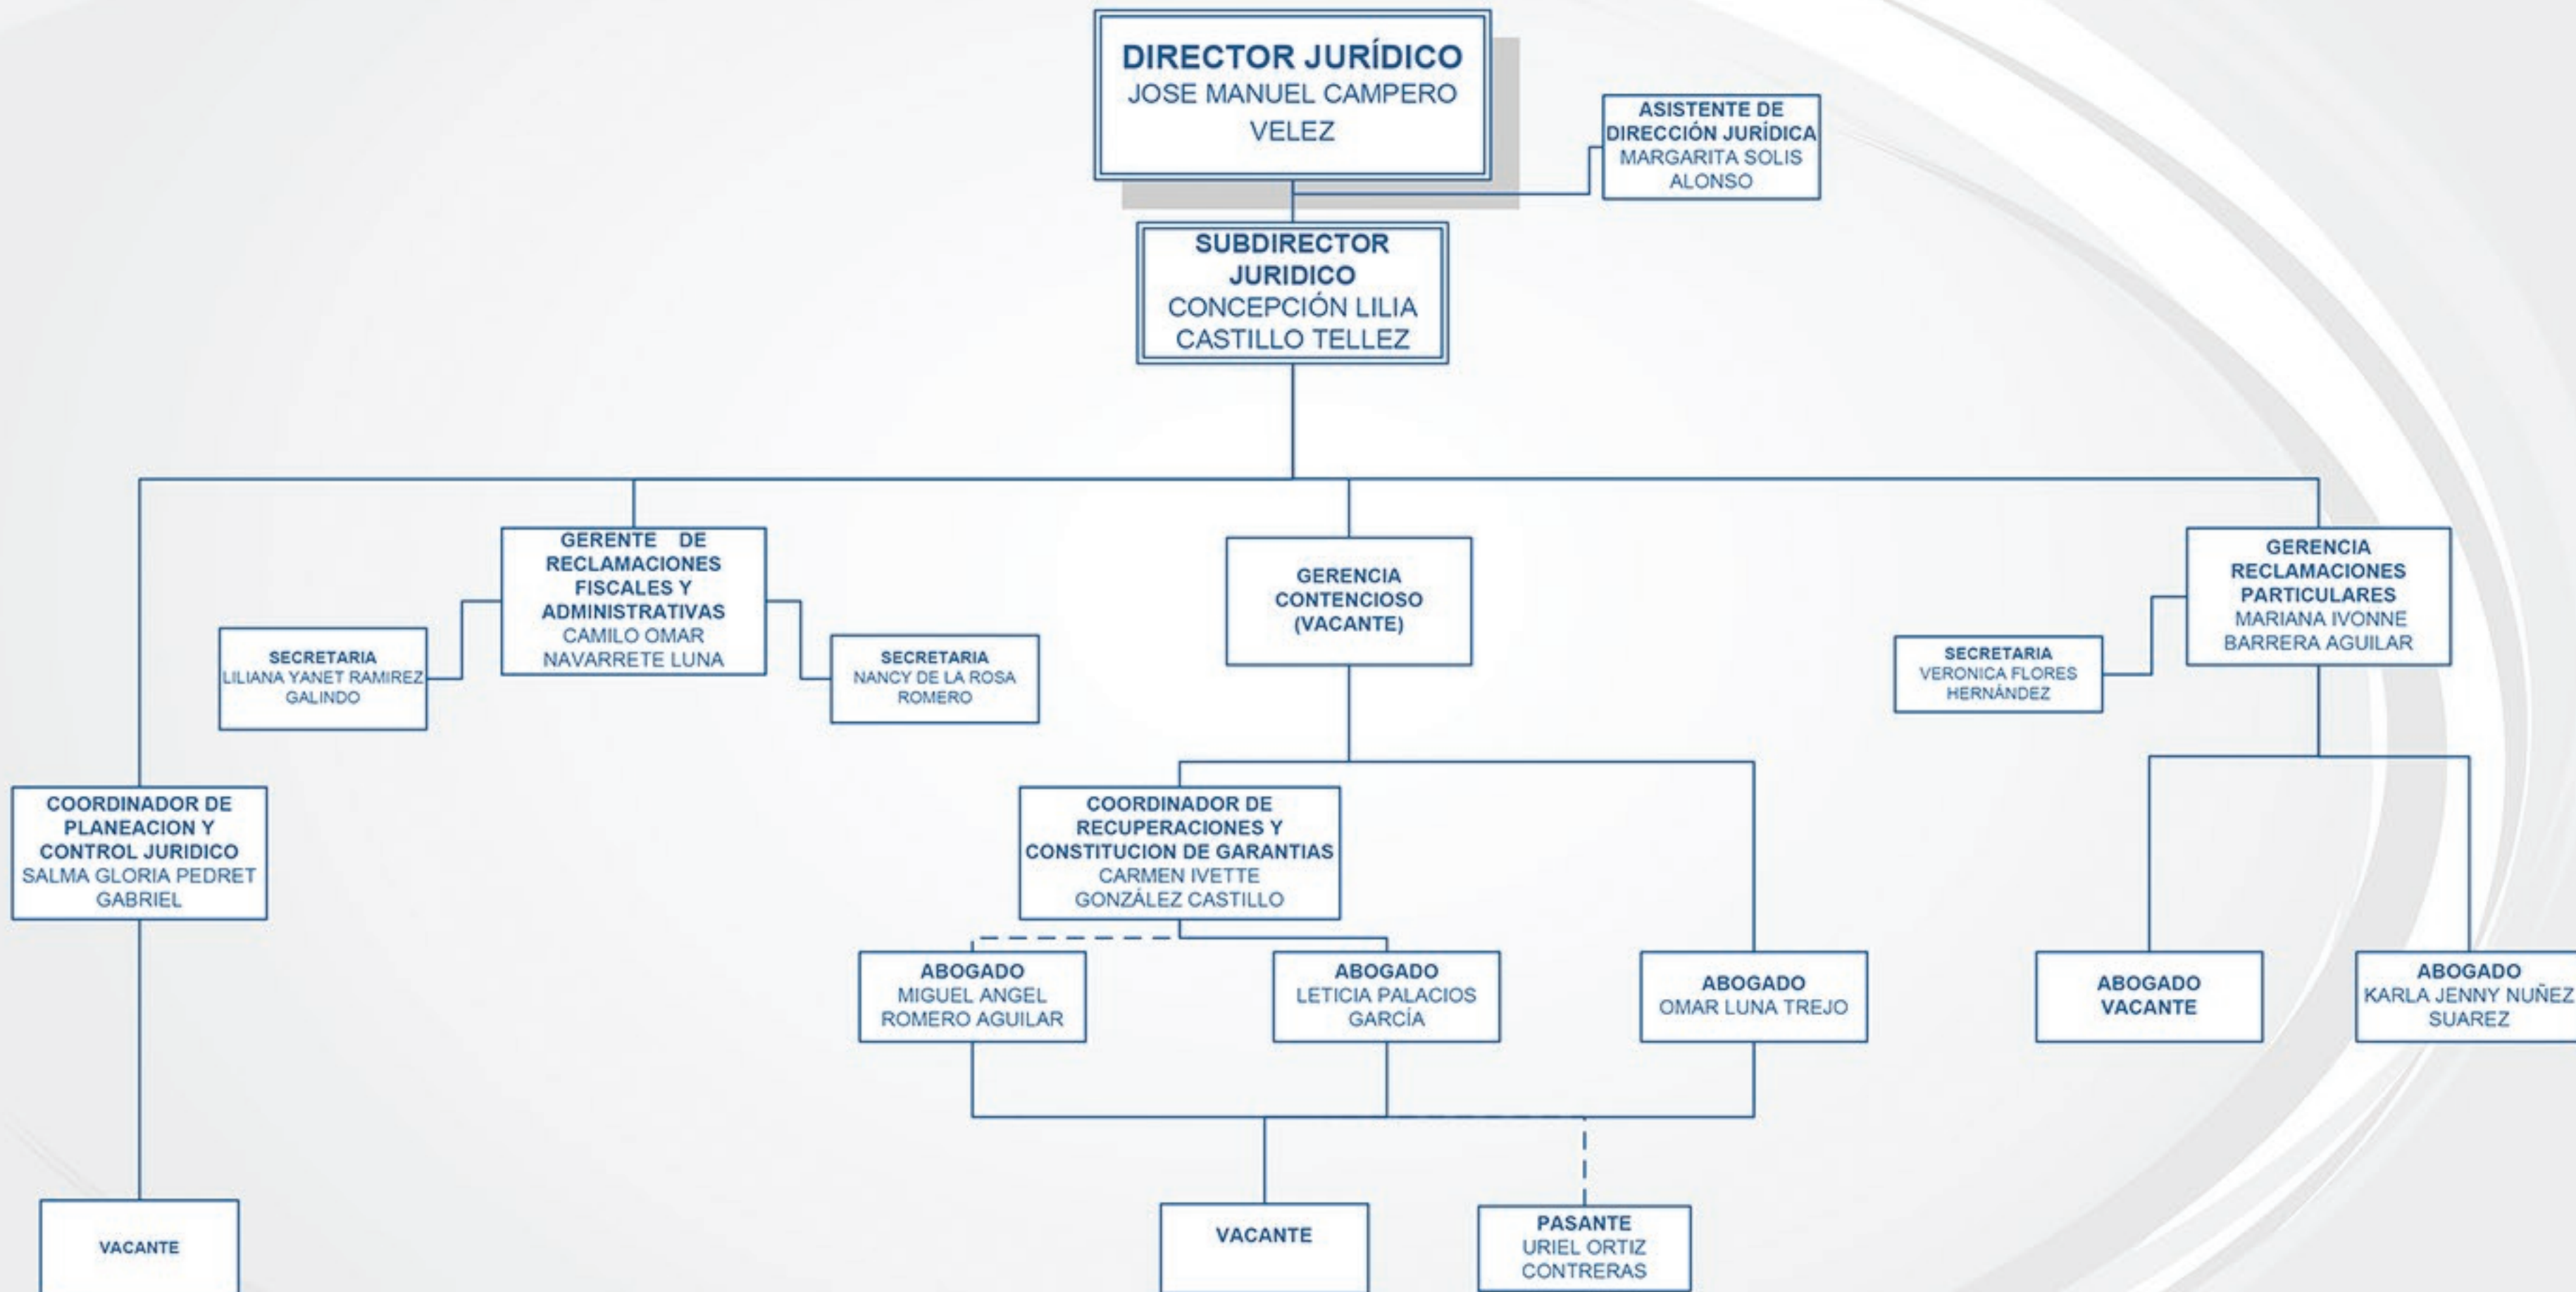 DIRECTOR JURÍDICO
JOSE MANUEL CAMPERO
VELEZ
ASISTENTE DE
DIRECCIÓN JURÍDICA
MARGARITA SOLIS
ALONSO
SUBDIRECTOR
JURIDICO
CONCEPCIÓN LILIA
CASTILLO TELLEZ
GERENTE DE
RECLAMACIONES
FISCALES Y
ADMINISTRATIVAS
CAMILO OMAR
NAVARRETE LUNA
SECRETARIA
LILIANA YANET RAMIREZ
GALINDO
SECRETARIA
NANCY DE LA ROSA
ROMERO
GERENCIA
CONTENCIOSO
(VACANTE)
GERENCIA
RECLAMACIONES
PARTICULARES
MARIANA IVONNE
BARRERA AGUILAR
SECRETARIA
VERONICA FLORES
HERNÁNDEZ
COORDINADOR DE
PLANEACION Y
CONTROL JURIDICO
SALMA GLORIA PEDRET
GABRIEL
COORDINADOR DE
RECUPERACIONES Y
CONSTITUCION DE GARANTIAS
CARMEN IVETTE
GONZÁLEZ CASTILLO
ABOGADO
MIGUEL ANGEL
ROMERO AGUILAR
ABOGADO
LETICIA PALACIOS
GARCÍA
ABOGADO
OMAR LUNA TREJO
ABOGADO
VACANTE
ABOGADO
KARLA JENNY NUÑEZ
SUAREZ
VACANTE
VACANTE
PASANTE
URIEL ORTIZ
CONTRERAS